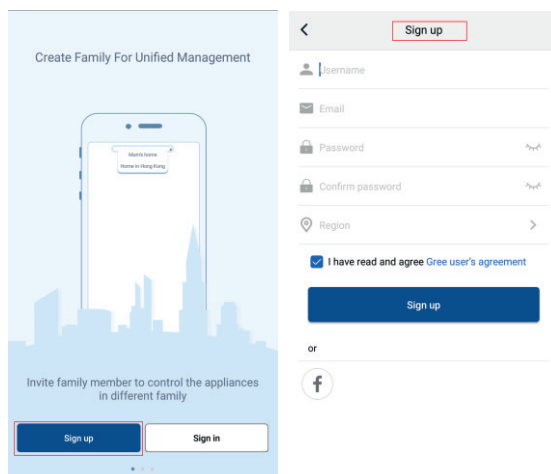 Create Family For Unified Management
Mom's home
Home in Hong Kong
Invite family member to control the appliances
in different family
Sign up
Sign in
Sign up
Username
Email
Password
Confirm password
Region
I have read and agree Gree user's agreement
Sign up
or
f